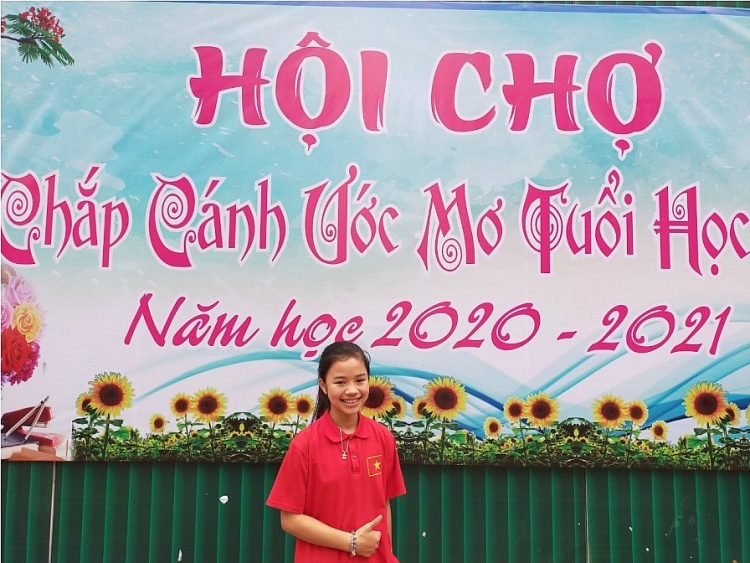 HỘI CHỢ
Chắp Cánh Ước Mơ Tuổi Học
Năm học 2020 - 2021